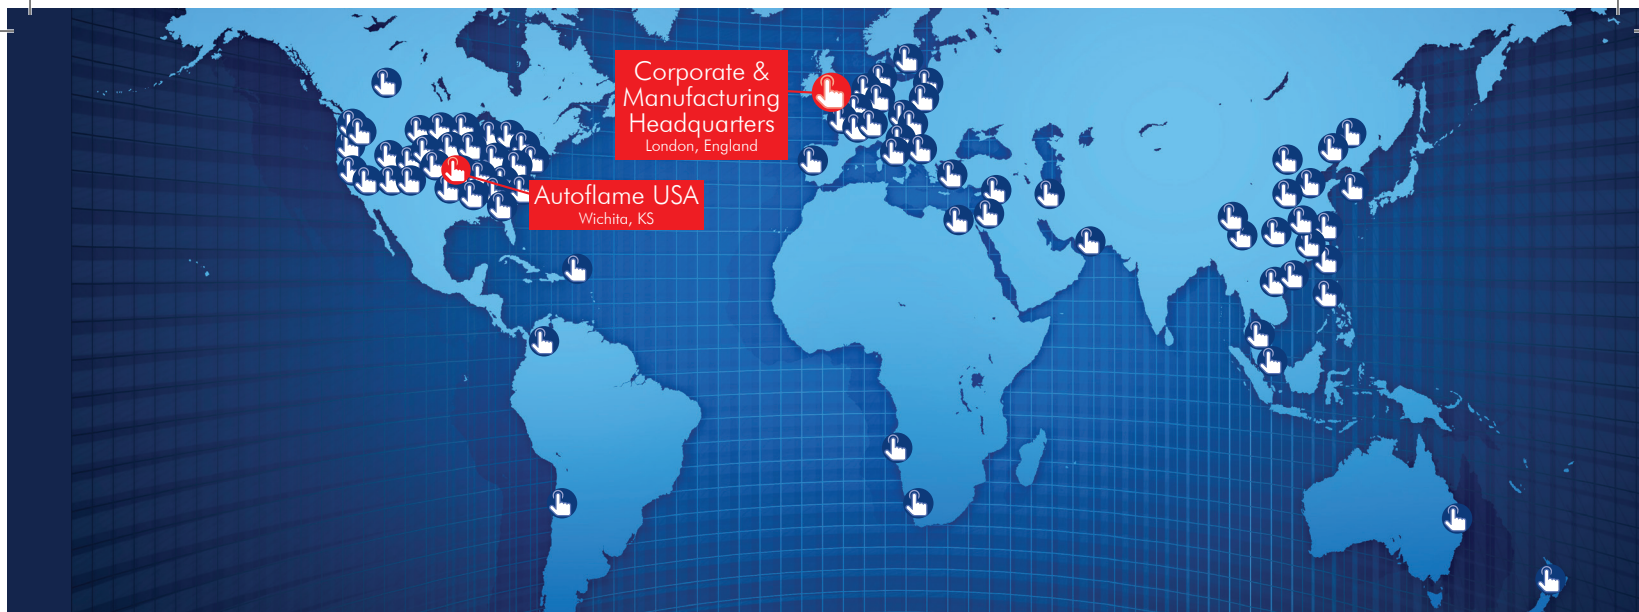 Corporate &
Manufacturing
Headquarters
London, England
Autoflame USA
Wichita, KS